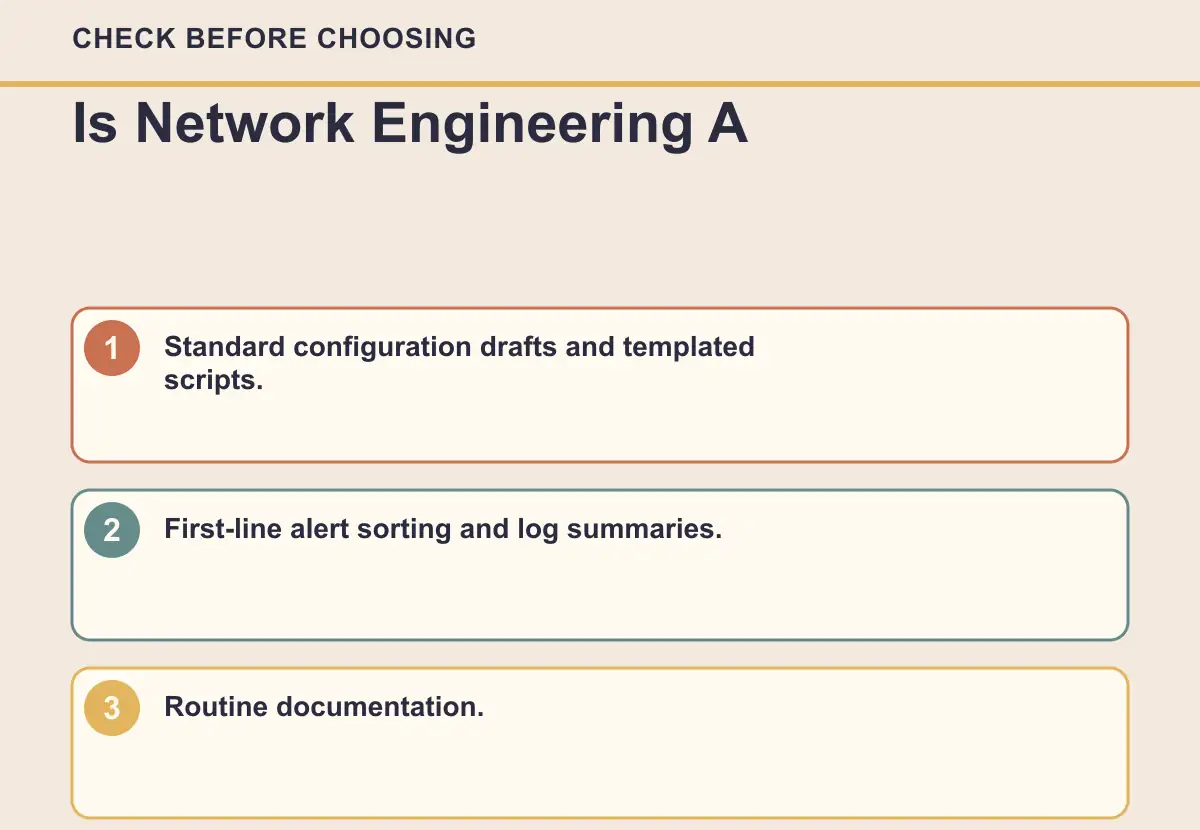 CHECK BEFORE CHOOSING
Is Network Engineering A
1
Standard configuration drafts and templated
scripts.
2
First-line alert sorting and log summaries.
3
Routine documentation.